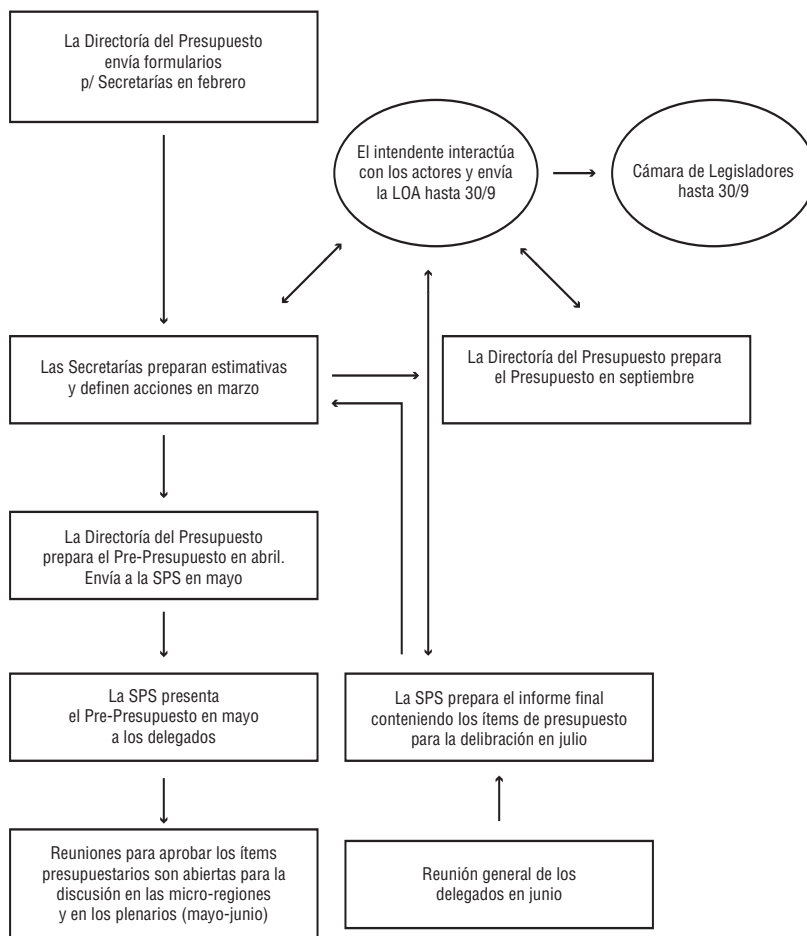 La Directoría del Presupuesto
envía formularios
p/ Secretarías en febrero
El intendente interactúa
con los actores y envía
la LOA hasta 30/9
Cámara de Legisladores
hasta 30/9
Las Secretarías preparan estimativas
y definen acciones en marzo
La Directoría del Presupuesto prepara
el Presupuesto en septiembre
La Directoría del Presupuesto
prepara el Pre-Presupuesto en abril.
Envía a la SPS en mayo
La SPS presenta
el Pre-Presupuesto en mayo
a los delegados
La SPS prepara el informe final
conteniendo los ítems de presupuesto
para la delibración en julio
Reuniones para aprobar los ítems
presupuestarios son abiertas para la
discusión en las micro-regiones
y en los plenarios (mayo-junio)
Reunión general de los
delegados en junio